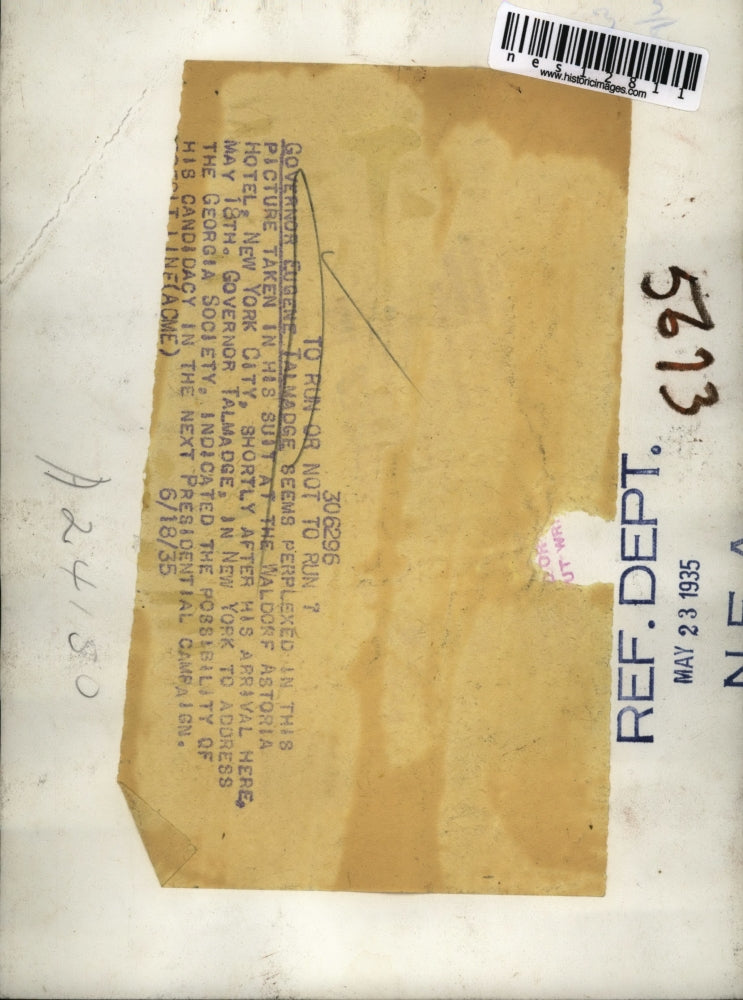 306296
TO RUN OR NOT TO RUN ?
GOVERNOR EUGENE TALMADGE SEEMS PERPLEXED IN THIS
PICTURE TAKEN IN HIS SUIT AT THE WALDORF ASTORIA
HOTEL, NEW YORK CITY, SHORTLY AFTER HIS ARRIVAL HERE,
MAY 18TH. GOVERNOR TALMADGE, IN NEW YORK TO ADDRESS
THE GEORGIA SOCIETY, INDICATED THE POSSIBILITY OF
HIS CANDIDACY IN THE NEXT PRESIDENTIAL CAMPAIGN.
LINE(ACME) 6/18/35
nes12811
www.historicimages.com
5613
REF. DEPT.
MAY 23 1935
A24180